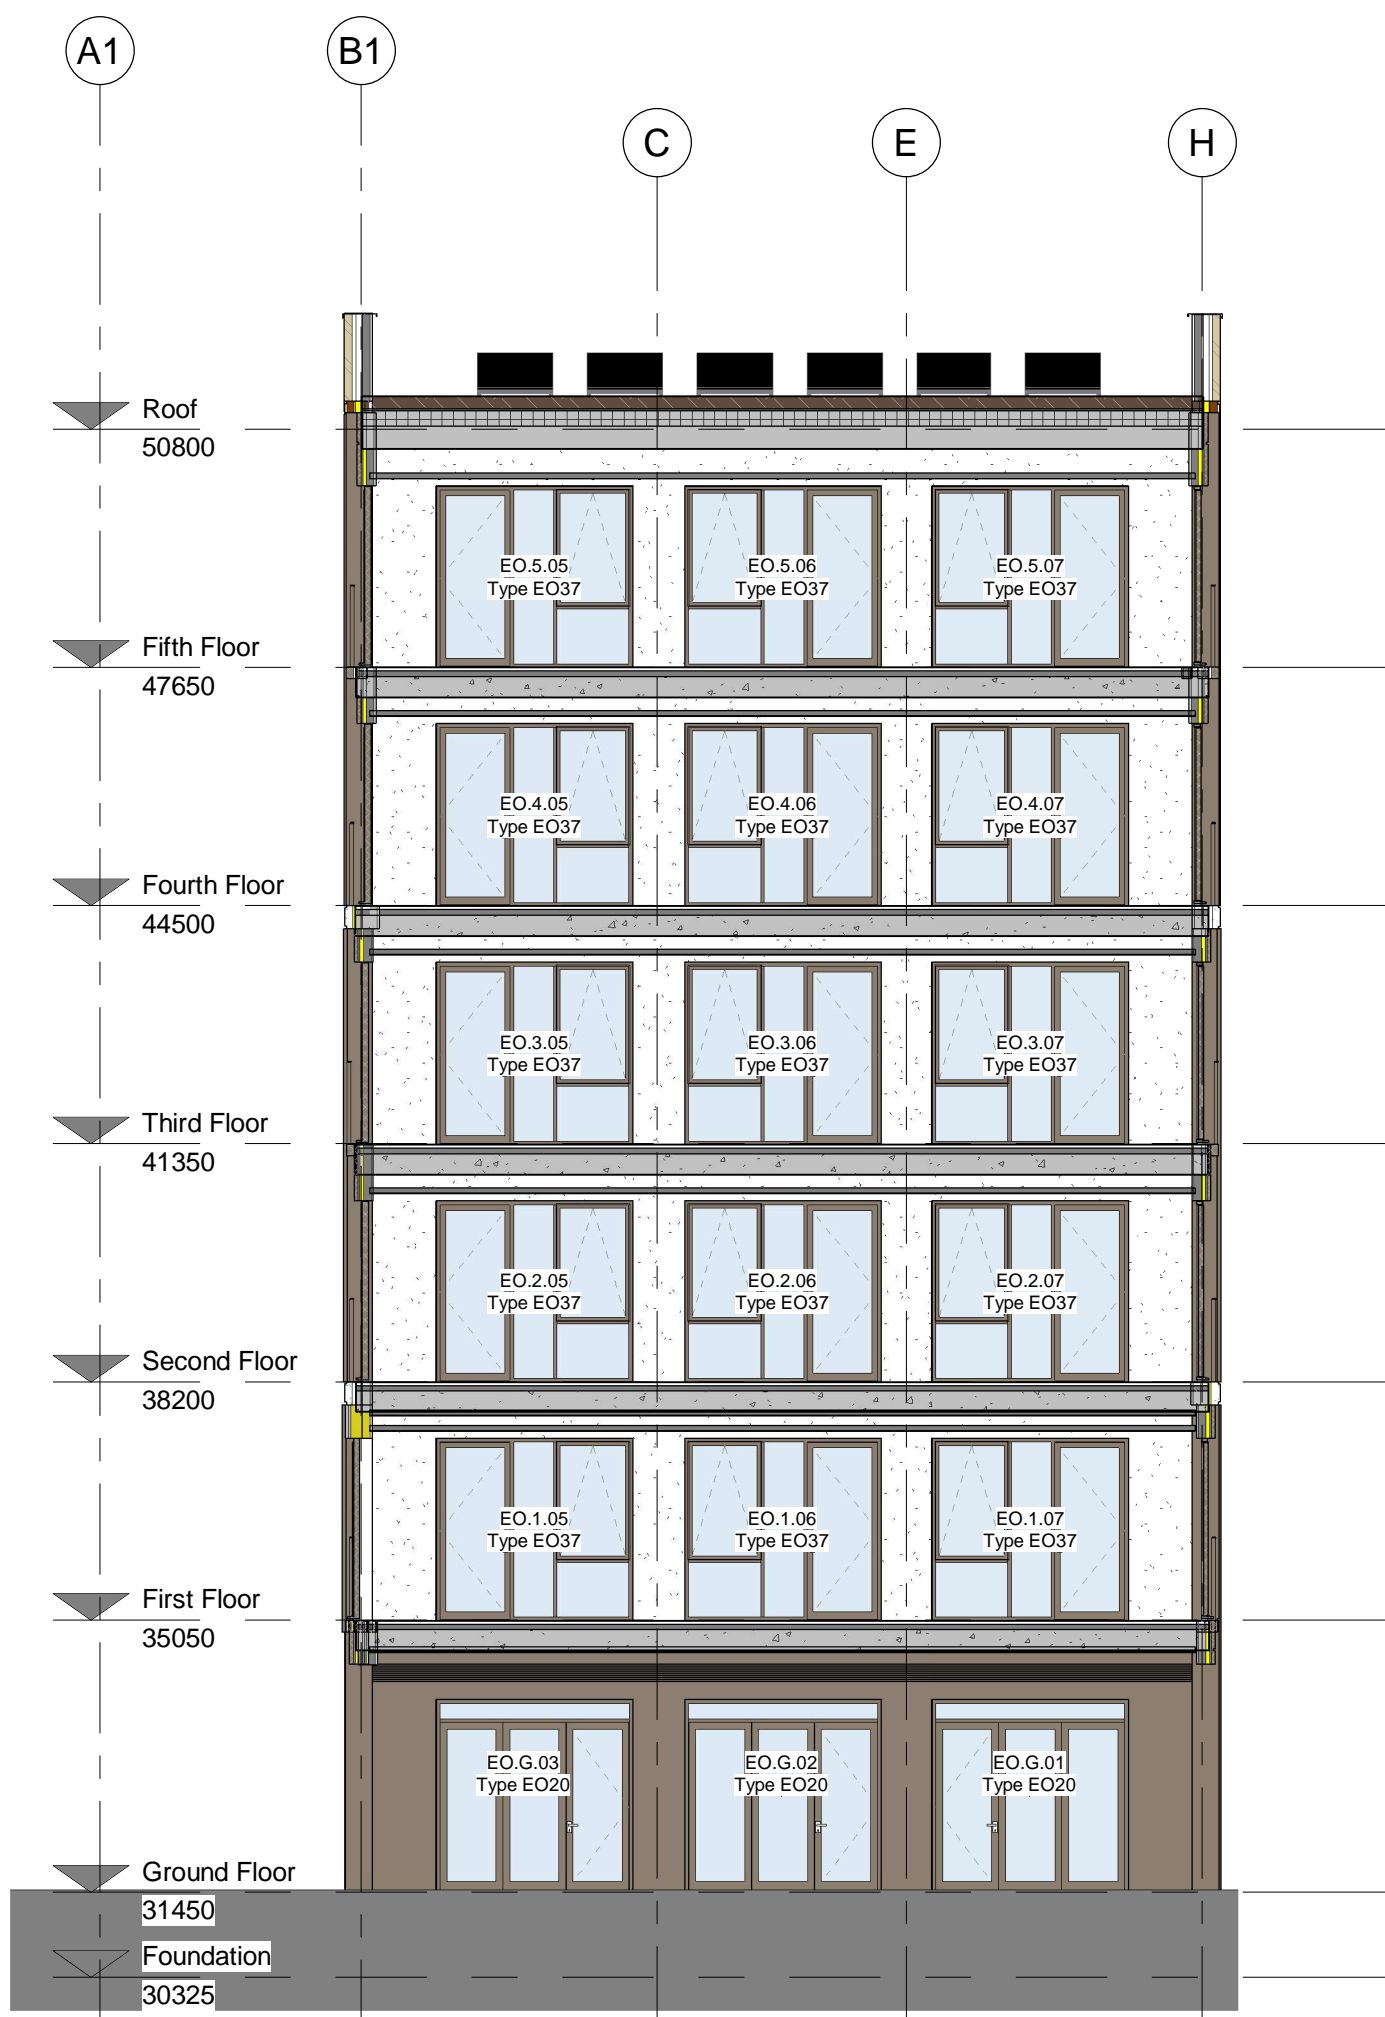 A1
B1
C
E
H
Roof
50800
EO.5.05
Type EO37
EO.5.06
Type EO37
EO.5.07
Type EO37
Fifth Floor
47650
EO.4.05
Type EO37
EO.4.06
Type EO37
EO.4.07
Type EO37
Fourth Floor
44500
EO.3.05
Type EO37
EO.3.06
Type EO37
EO.3.07
Type EO37
Third Floor
41350
EO.2.05
Type EO37
EO.2.06
Type EO37
EO.2.07
Type EO37
Second Floor
38200
EO.1.05
Type EO37
EO.1.06
Type EO37
EO.1.07
Type EO37
First Floor
35050
EO.G.03
Type EO20
EO.G.02
Type EO20
EO.G.01
Type EO20
Ground Floor
31450
Foundation
30325